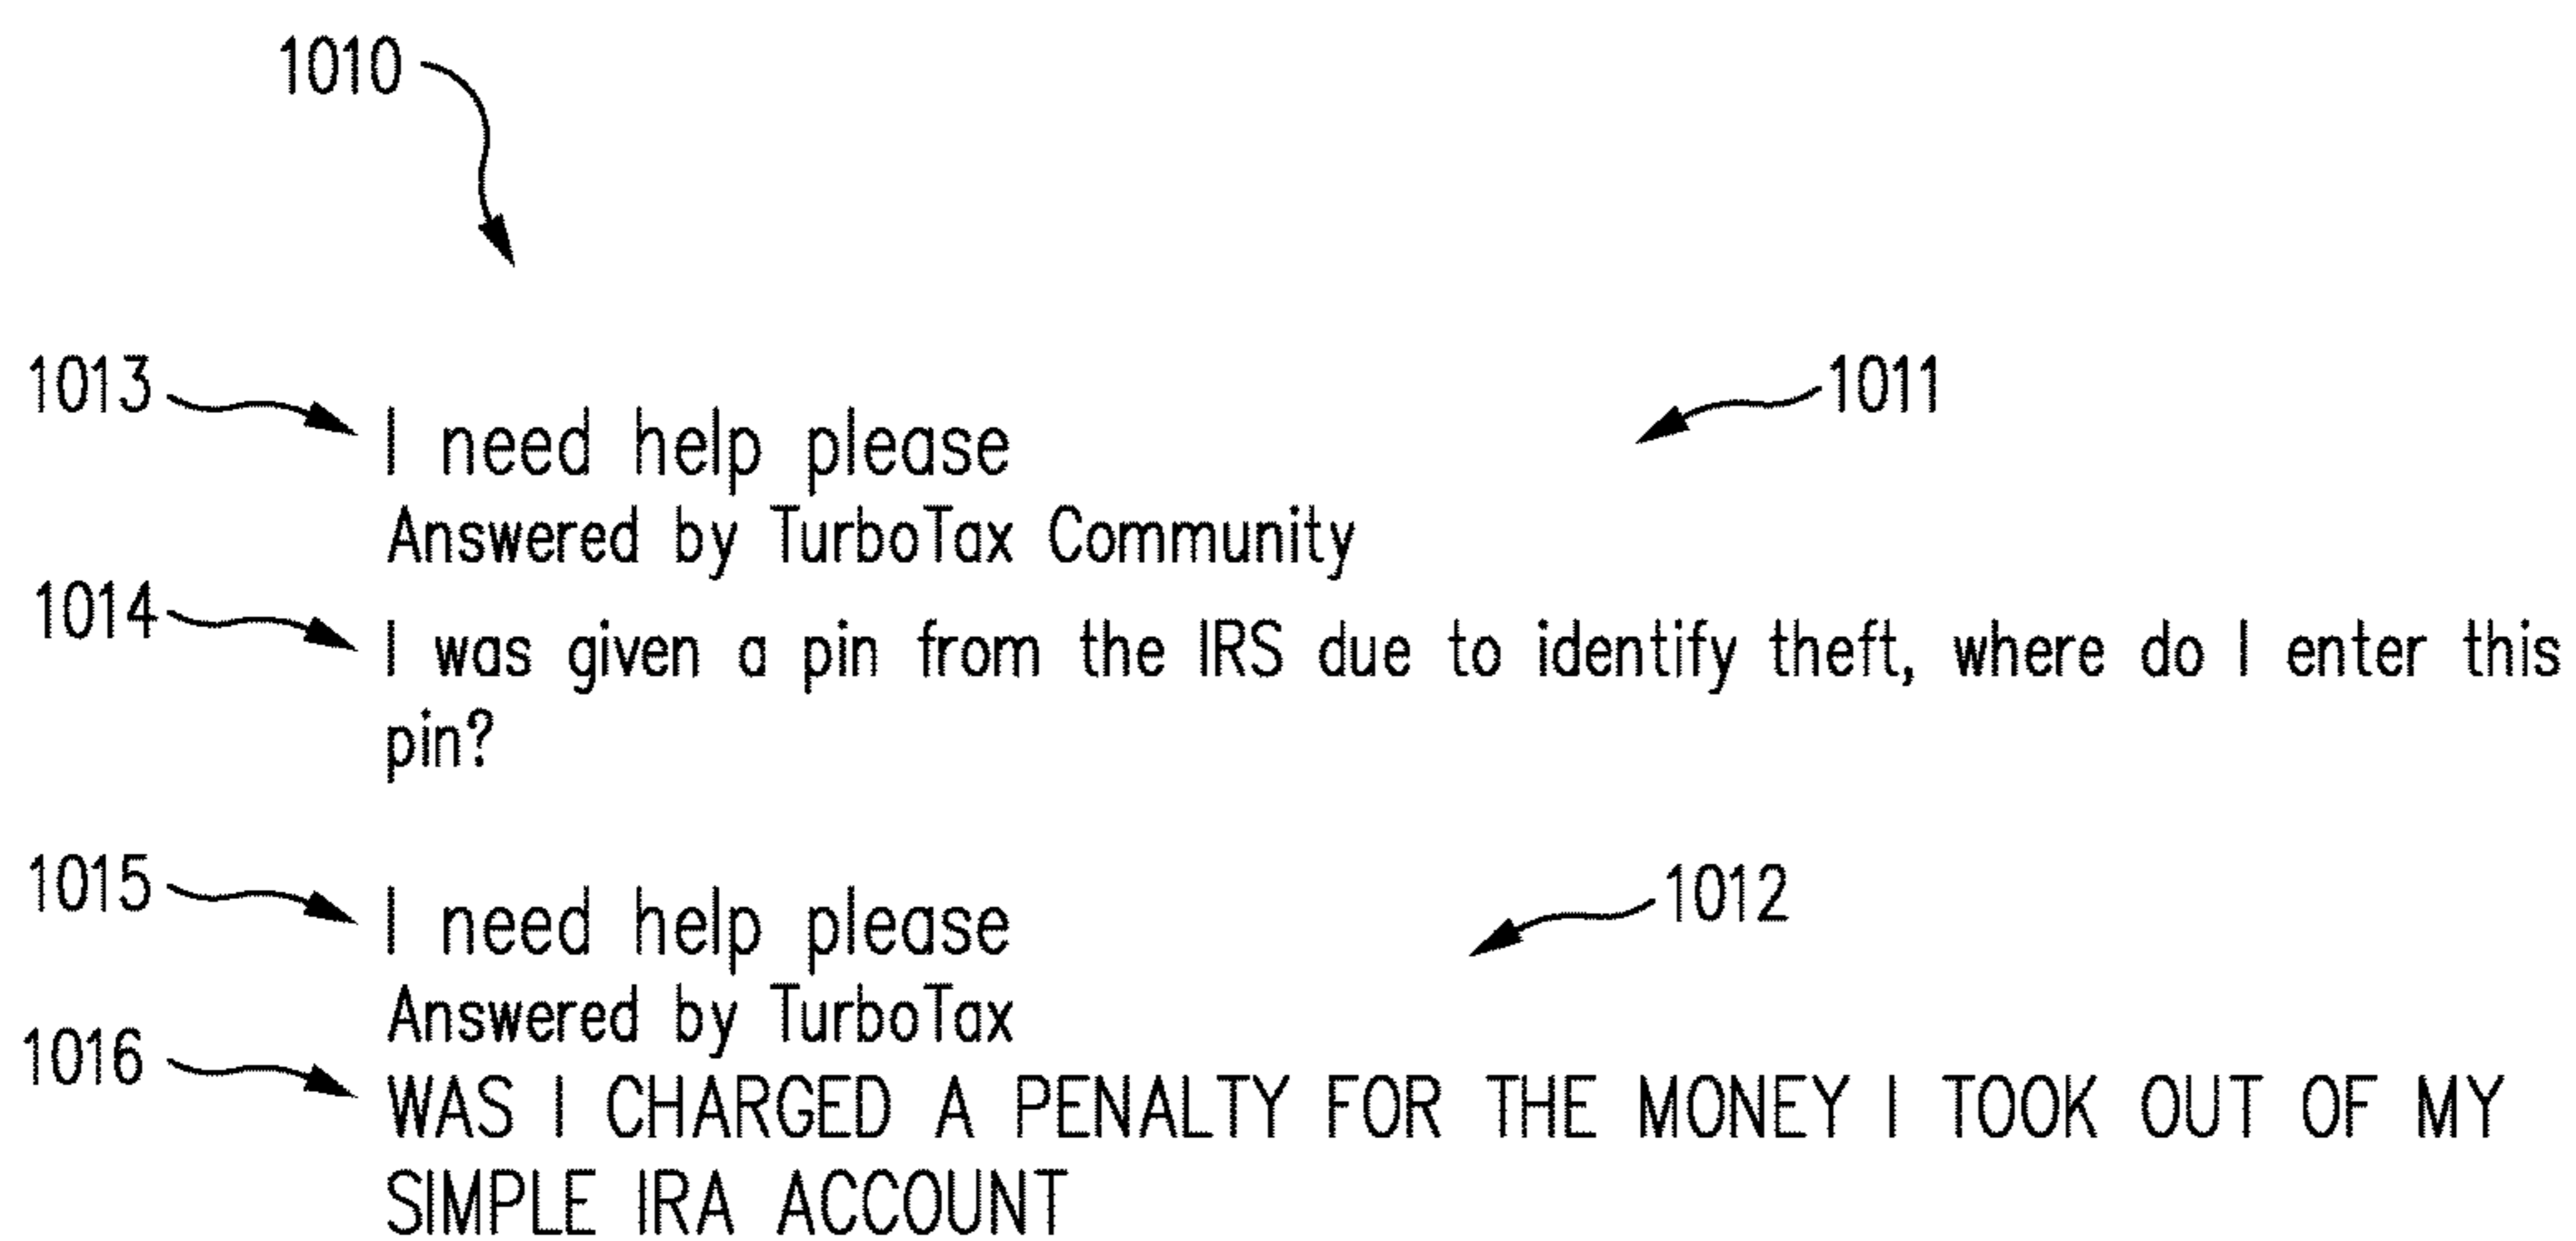 1010
1013
1011
I need help please
Answered by TurboTax Community
1014
I was given a pin from the IRS due to identify theft, where do I enter this
pin?
1015
1012
I need help please
Answered by TurboTax
1016
WAS I CHARGED A PENALTY FOR THE MONEY I TOOK OUT OF MY
SIMPLE IRA ACCOUNT